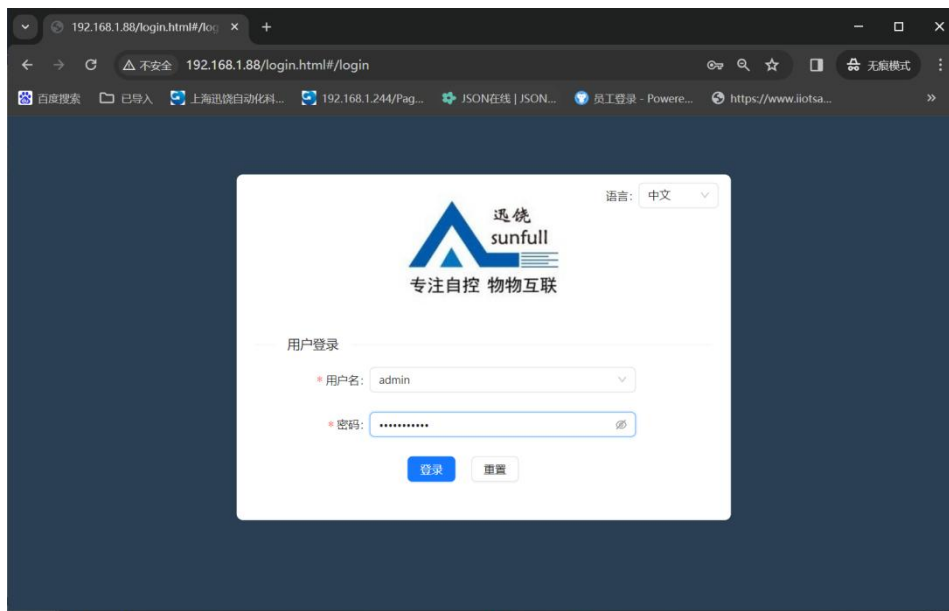 192.168.1.88/login.html#/log
不安全 192.168.1.88/login.html#/login 无痕模式
百度搜索 已导入 上海迅饶自动化科... 192.168.1.244/Pag... JSON在线 | JSON... 员工登录 - Powere... https://www.iiotsa... »
语言: 中文
迅饶
sunfull
专注自控 物物互联
用户登录
* 用户名: admin
* 密码: •••••••••••
登录 重置